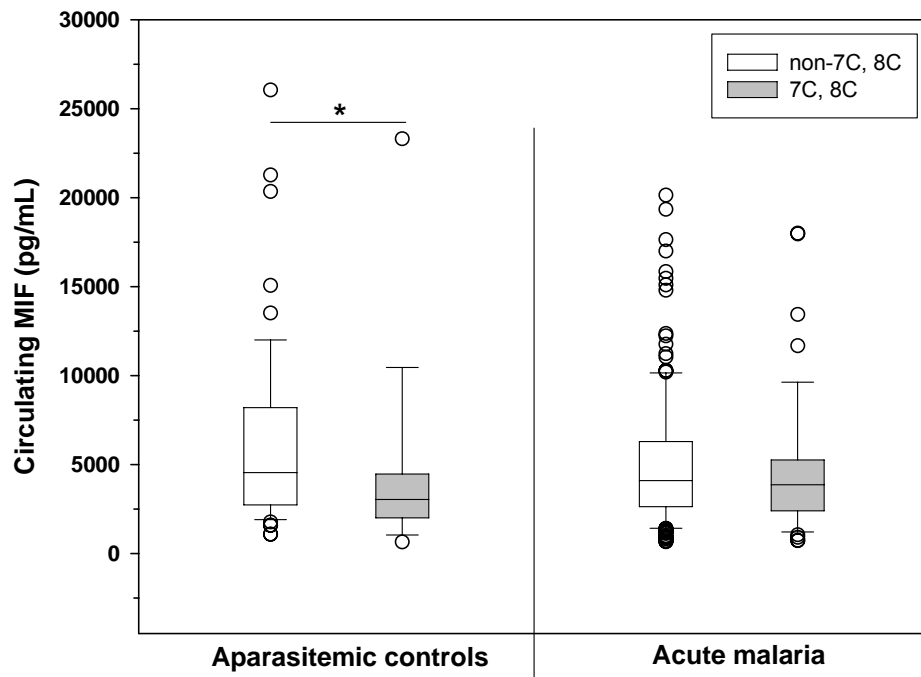 30000
25000
20000
15000
10000
5000
0
Circulating MIF (pg/mL)
non-7C, 8C
7C, 8C
*
Aparasitemic controls
Acute malaria